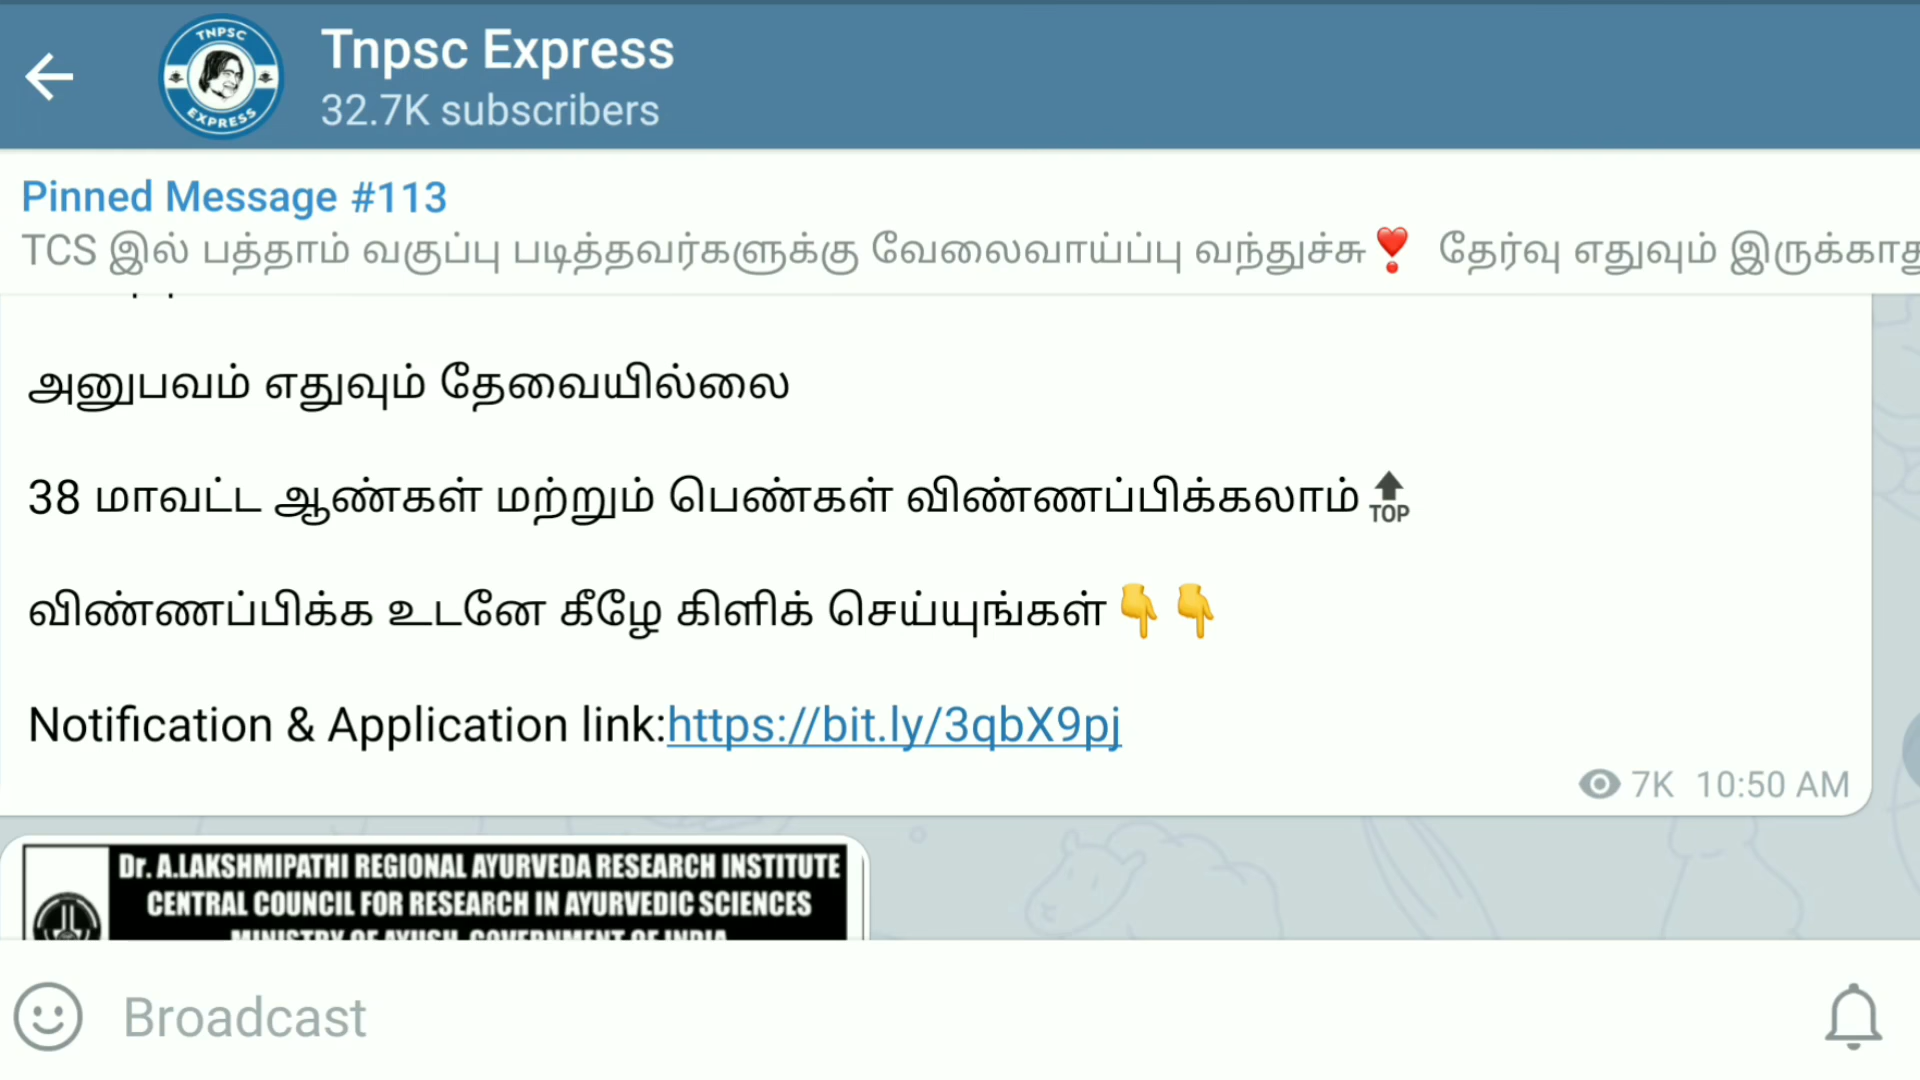 Tnpsc Express
TNPSC
EXPRESS
32.7K subscribers
Pinned Message #113
TCS இல் பத்தாம் வகுப்பு படித்தவர்களுக்கு வேலைவாய்ப்பு வந்துச்சு❣️ தேர்வு எதுவும்
அனுபவம் எதுவும் தேவையில்லை
38 மாவட்ட ஆண்கள் மற்றும் பெண்கள் விண்ணப்பிக்கலாம்🔝
விண்ணப்பிக்க உடனே கீழே கிளிக் செய்யுங்கள்👇👇
Notification & Application link:https://bit.ly/3qbX9pj
7K 10:50 AM
Dr. A.LAKSHMIPATHI REGIONAL AYURVEDA RESEARCH INSTITUTE
CENTRAL COUNCIL FOR RESEARCH IN AYURVEDIC SCIENCES
MINISTRY OF AYUSH, GOVERNMENT OF INDIA
Broadcast